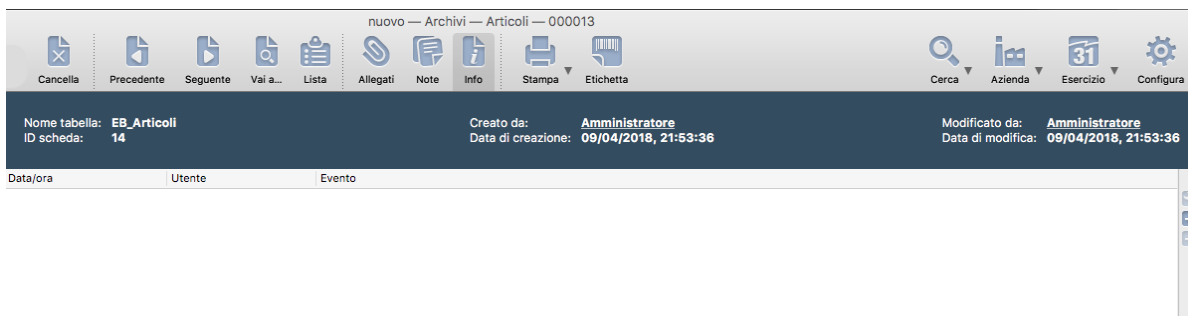 nuovo — Archivi — Articoli — 000013
Cancella Precedente Seguente Vai a... Lista Allegati Note Info Stampa Etichetta Cerca Azienda Esercizio Configura
31
Nome tabella: EB_Articoli Creato da: Amministratore Modificato da: Amministratore
ID scheda: 14 Data di creazione: 09/04/2018, 21:53:36 Data di modifica: 09/04/2018, 21:53:36
Data/ora Utente Evento